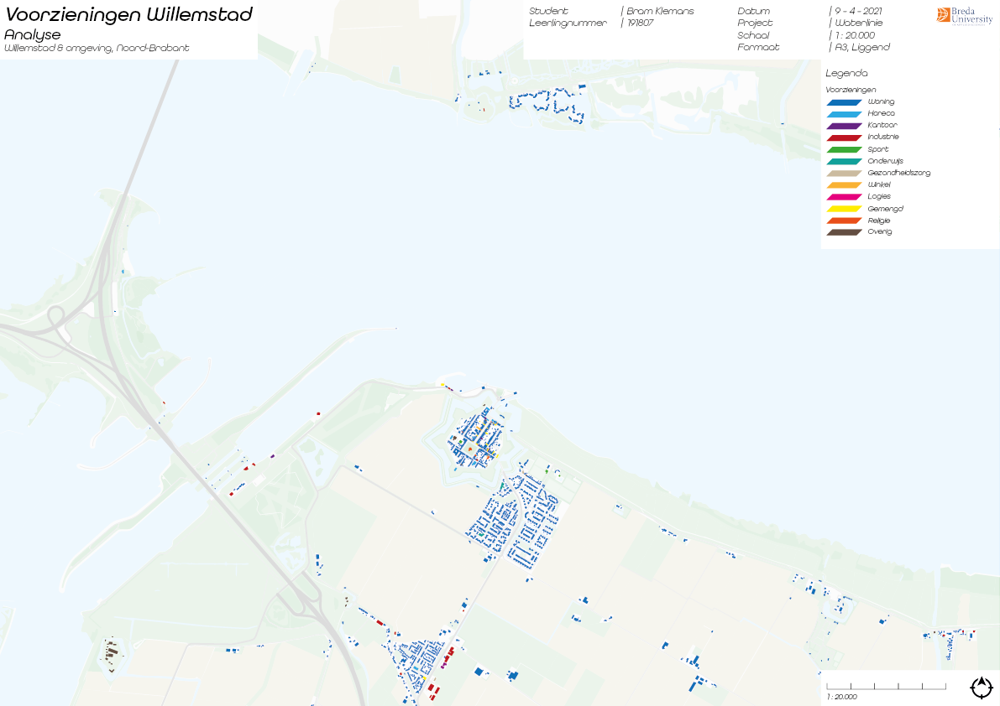 Voorzieningen Willemstad
Analyse
Willemstad & omgeving, Noord-Brabant
Student | Bram Klemans
Leerlingnummer | 191807
Datum | 9 - 4 - 2021
Project | Waterlinie
Schaal | 1 : 20.000
Formaat | A3, Liggend
Breda
University
Legenda
Voorzieningen
Woning
Horeca
Kantoor
Industrie
Sport
Onderwijs
Gezondheidszorg
Winkel
Logies
Gemengd
Religie
Overig
1 : 20.000